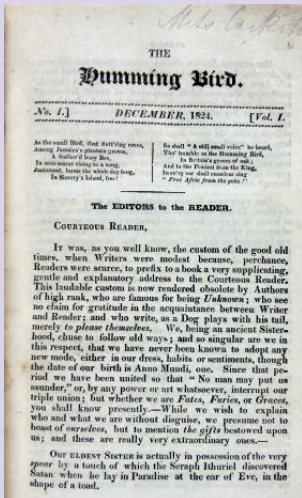 THE
Humming Bird.
No. I.] DECEMBER, 1824. [Vol. I.
As the small Bird, that flutt'ring roves,
Among Jamaica's plantain groves,
A feather'd busy Bee,
In note scarce rising to a song,
Incessant, hums the whole day long,
In Slavery's Island, free!
So shall "A still small voice" be heard,
Tho' humble as the Humming Bird,
In Britain's groves of oak;
And to the Peasant from the King,
In ev'ry ear shall ceaseless sing
"Free Afric from the yoke!"
The EDITORS to the READER.
COURTEOUS READER,
IT was, as you well know, the custom of the good old
times, when Writers were modest because, perchance,
Readers were scarce, to prefix to a book a very supplicating,
gentle and explanatory address to the Courteous Reader.
This laudable custom is now rendered obsolete by Authors
of high rank, who are famous for being Unknown; who see
no claim for gratitude in the acquaintance between Writer
and Reader; and who write, as a Dog plays with his tail,
merely to please themselves. We, being an ancient Sister-
hood, chuse to follow old ways; and so singular are we in
this respect, that we have never been known to adopt any
new mode, either in our dress, habits or sentiments, though
the date of our birth is Anno Mundi, one. Since that pe-
riod we have been united so that "No man may put us
asunder," or, by any power or art whatsoever, interrupt our
triple union; but whether we are Fates, Furies, or Graces,
you shall know presently.—While we wish to explain
who and what we are without disguise, we presume not to
boast of ourselves, but to mention the gifts bestowed upon
us; and these are really very extraordinary ones.—
OUR ELDEST SISTER is actually in possession of the very
spear by a touch of which the Seraph Ithuriel discovered
Satan when he lay in Paradise at the ear of Eve, in the
shape of a toad.